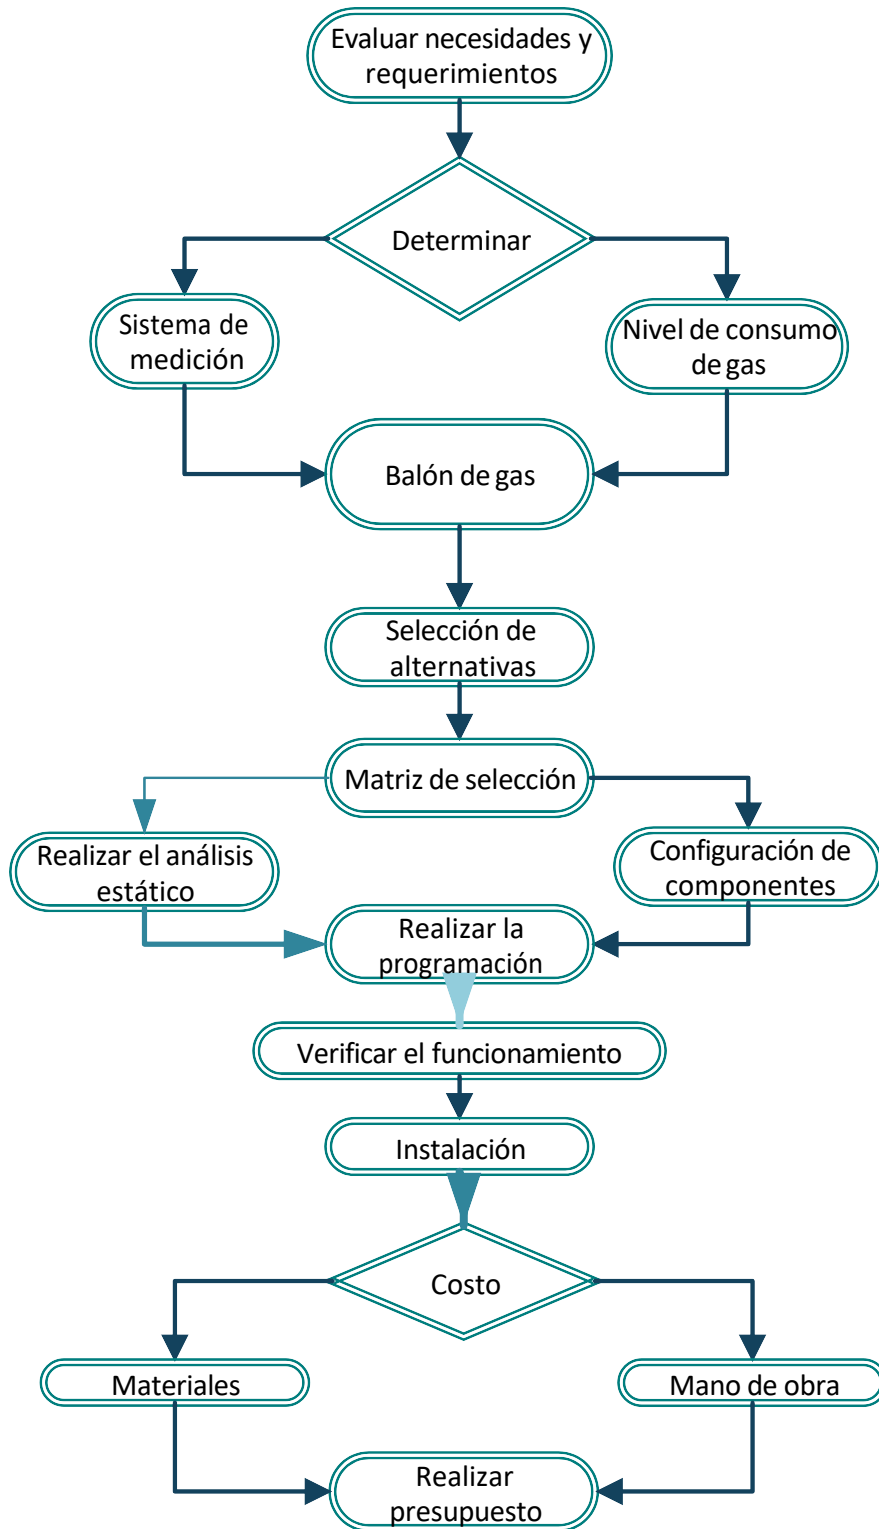 Evaluar necesidades y
requerimientos
Determinar
Sistema de
medición
Nivel de consumo
de gas
Balón de gas
Selección de
alternativas
Matriz de selección
Realizar el análisis
estático
Configuración de
componentes
Realizar la
programación
Verificar el funcionamiento
Instalación
Costo
Materiales
Mano de obra
Realizar
presupuesto